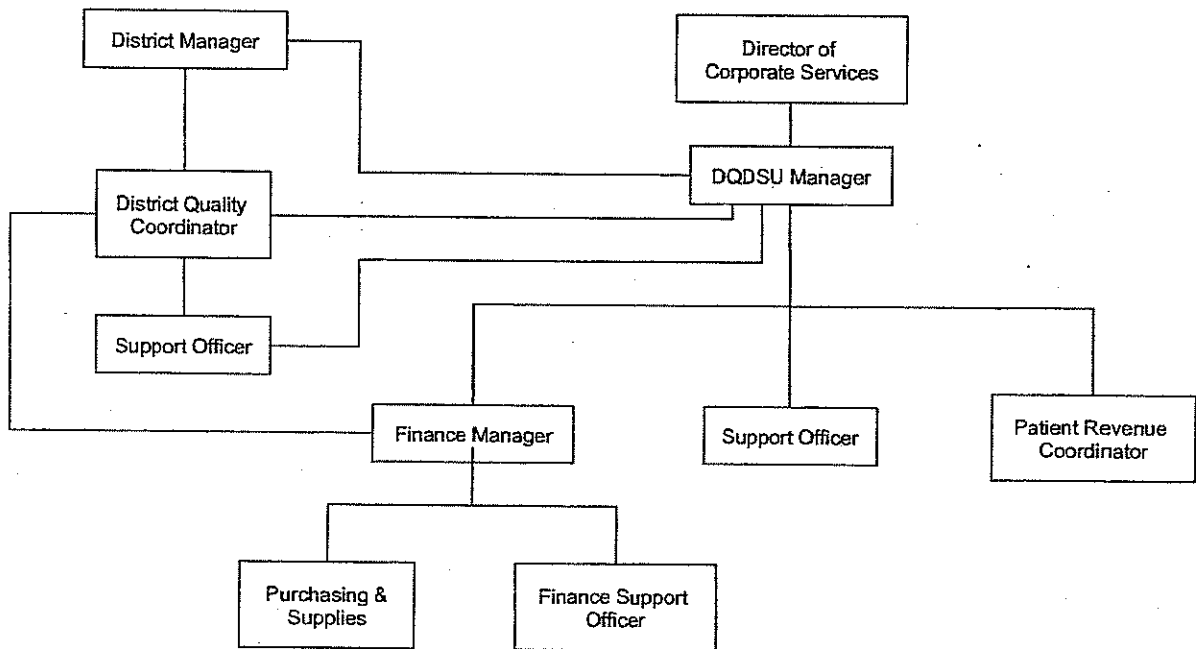 District Manager
Director of
Corporate Services
DQDSU Manager
District Quality
Coordinator
Support Officer
Finance Manager
Support Officer
Patient Revenue
Coordinator
Purchasing &
Supplies
Finance Support
Officer